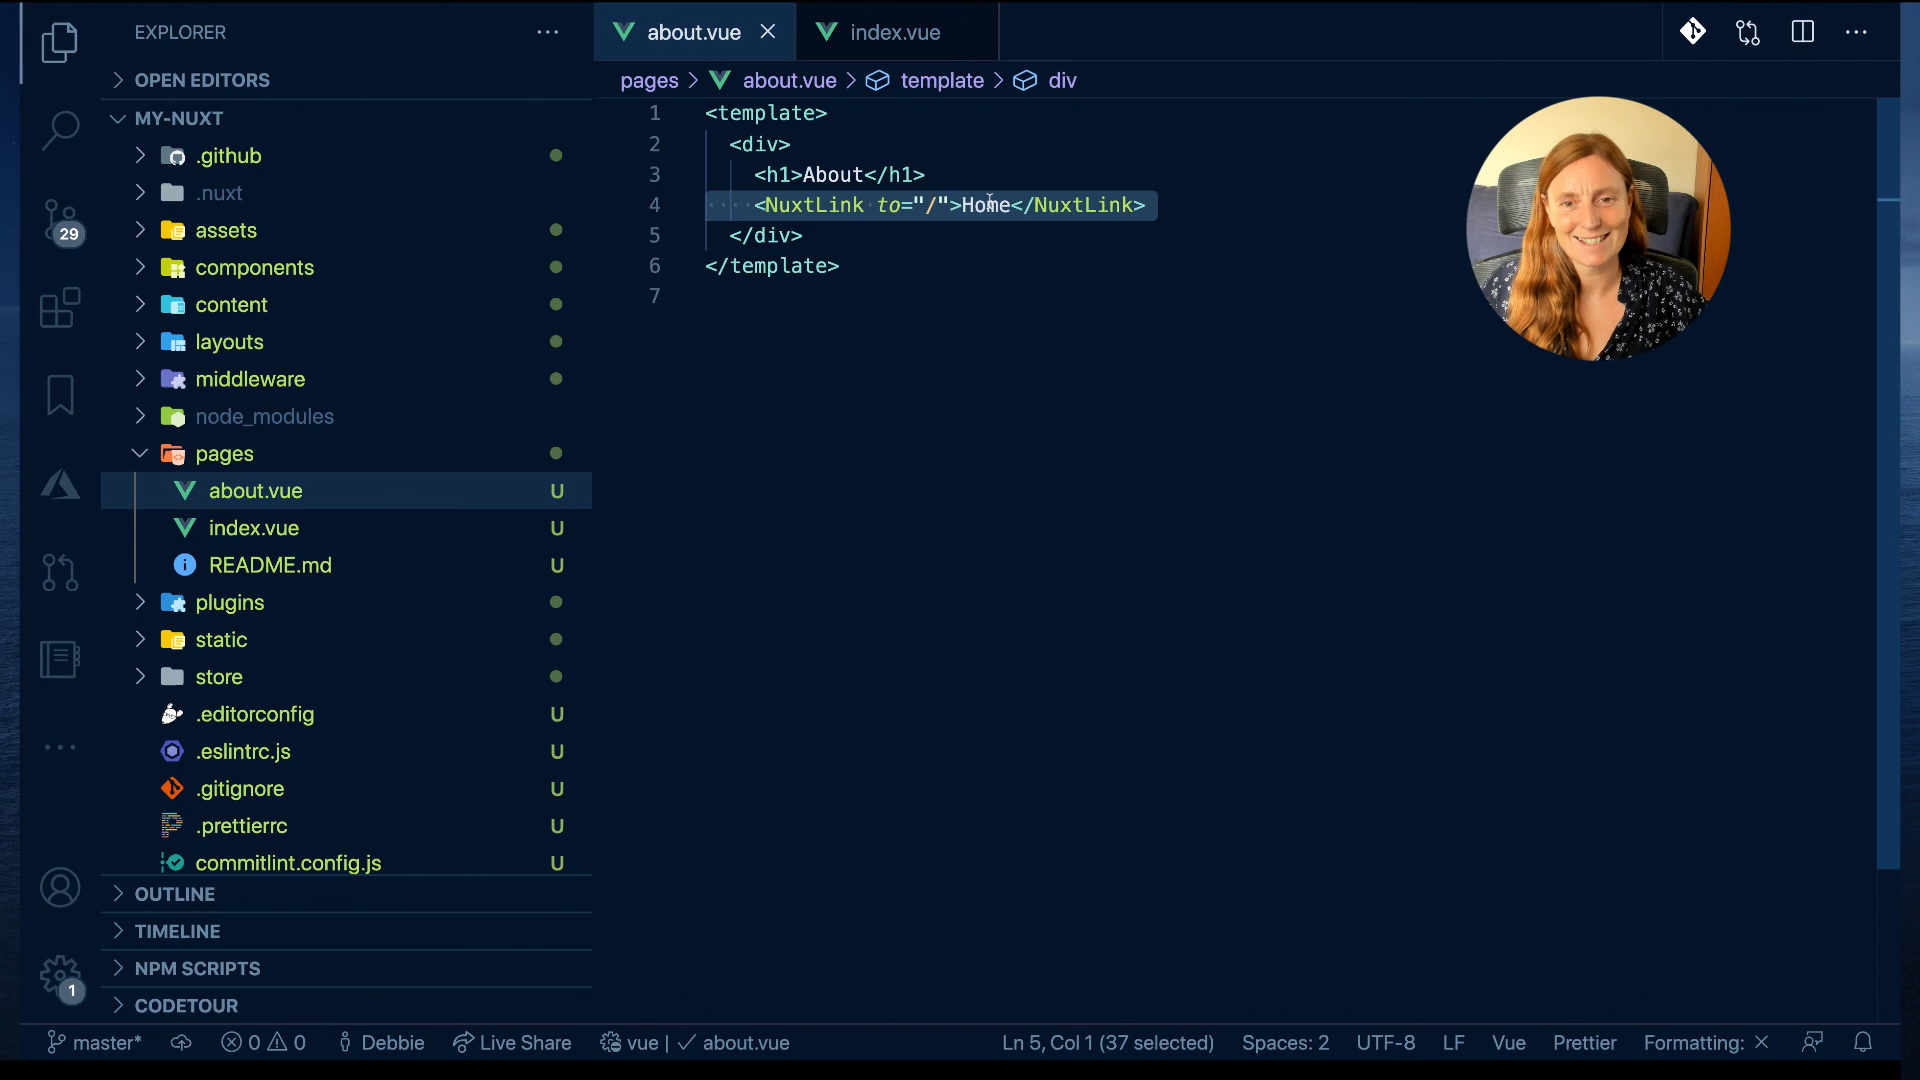 EXPLORER
OPEN EDITORS
MY-NUXT
.github
.nuxt
assets
components
content
layouts
middleware
node_modules
pages
about.vue U
index.vue U
README.md U
plugins
static
store
.editorconfig U
.eslintrc.js U
.gitignore U
.prettierrc U
commitlint.config.js U
OUTLINE
TIMELINE
NPM SCRIPTS
CODETOUR
29
1
about.vue
index.vue
pages > about.vue > template > div
1 <template>
2 <div>
3 <h1>About</h1>
4 <NuxtLink to="/">Home</NuxtLink>
5 </div>
6 </template>
7
master* 0 0 Debbie Live Share vue | ✓ about.vue Ln 5, Col 1 (37 selected) Spaces: 2 UTF-8 LF Vue Prettier Formatting: ×